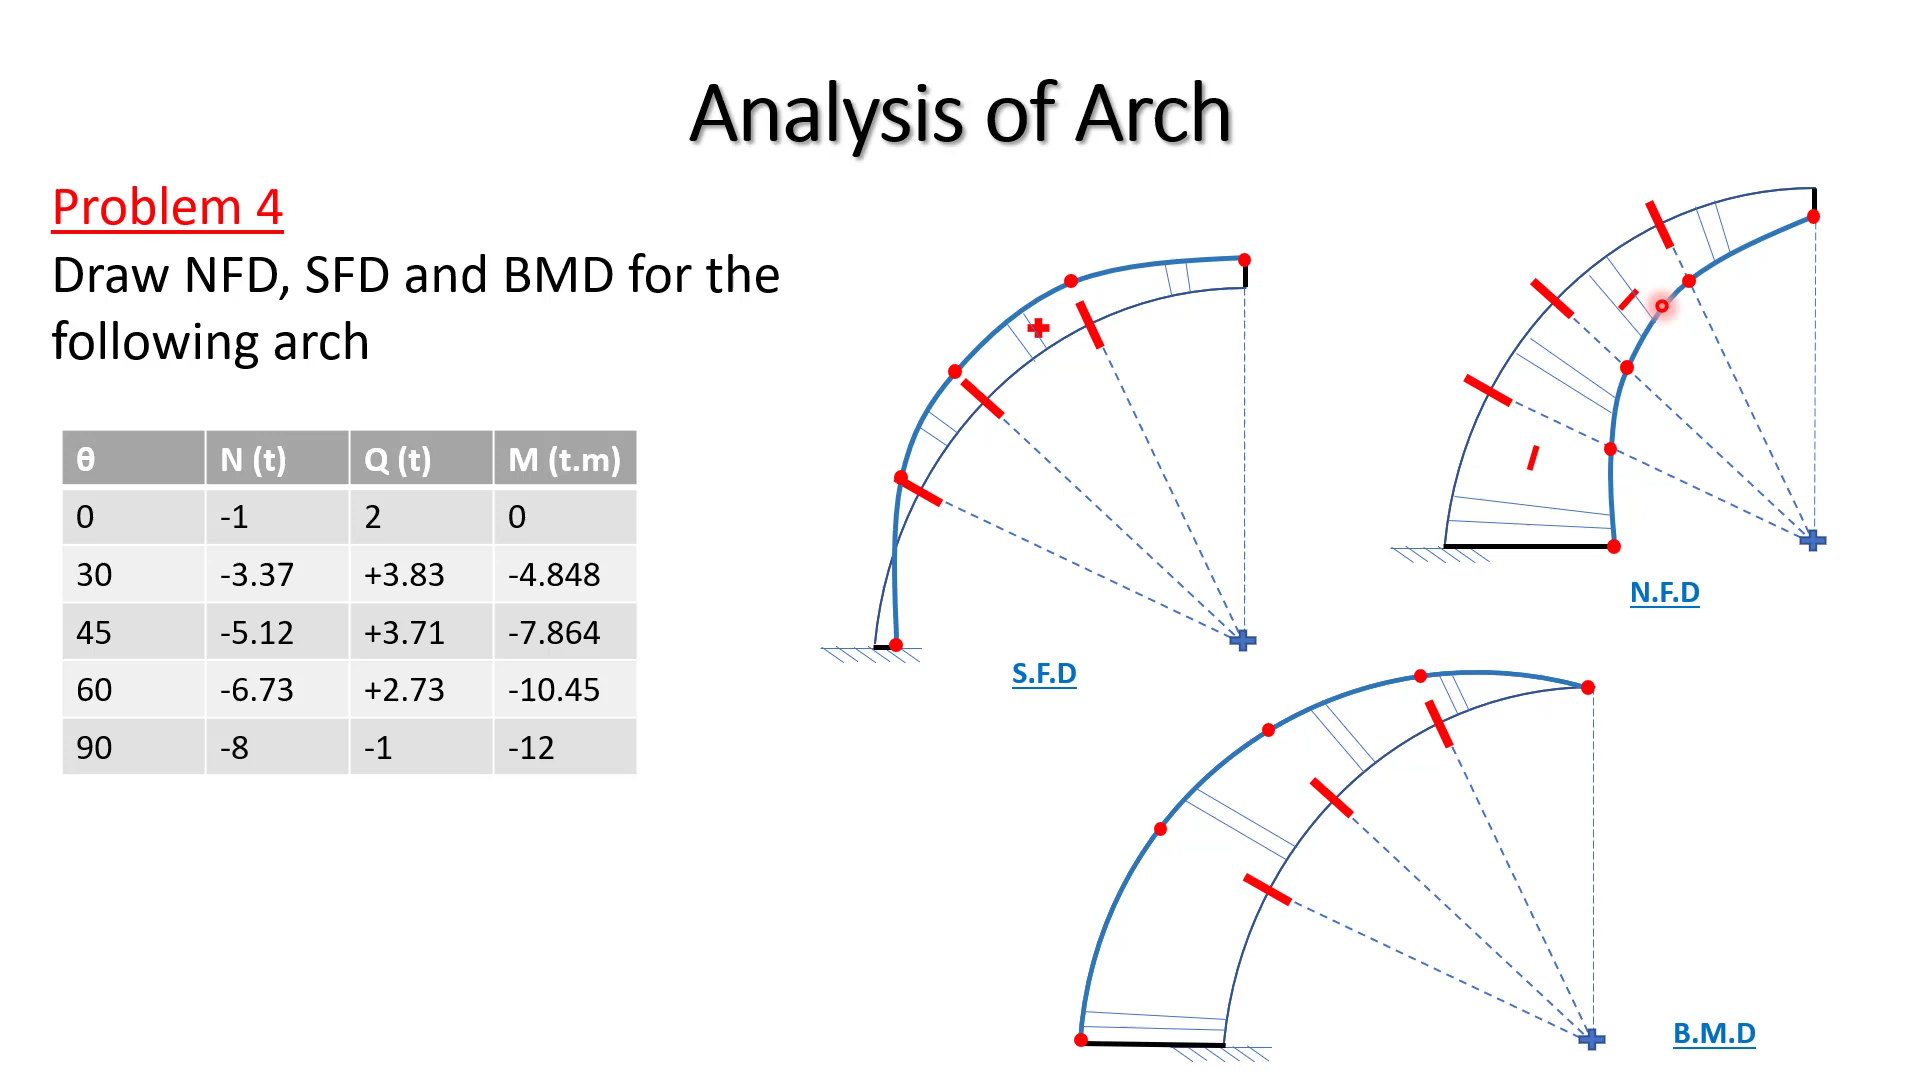 Analysis of Arch
Problem 4
Draw NFD, SFD and BMD for the
following arch
θ N (t) Q (t) M (t.m)
0 -1 2 0
30 -3.37 +3.83 -4.848
45 -5.12 +3.71 -7.864
60 -6.73 +2.73 -10.45
90 -8 -1 -12
S.F.D
N.F.D
B.M.D